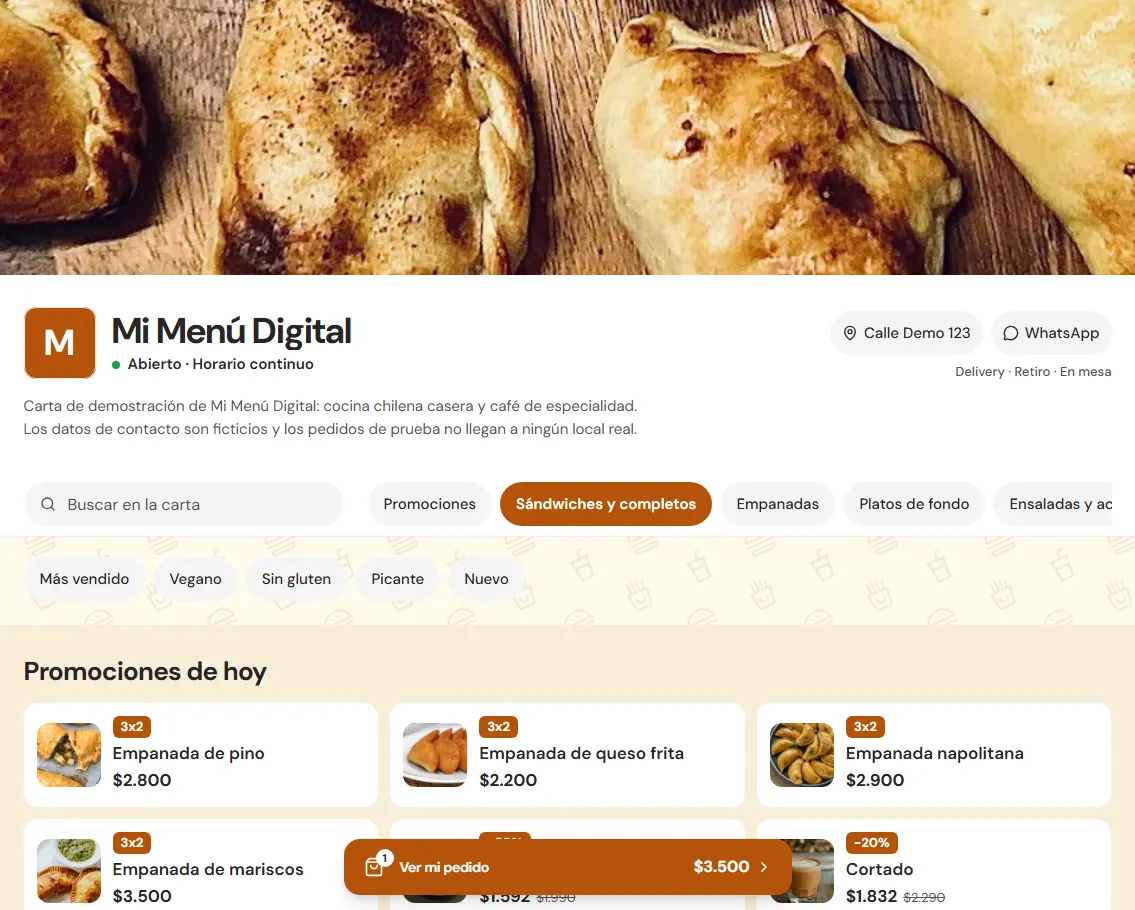 M
Mi Menú Digital
Abierto · Horario continuo
Calle Demo 123
WhatsApp
Delivery · Retiro · En mesa
Carta de demostración de Mi Menú Digital: cocina chilena casera y café de especialidad.
Los datos de contacto son ficticios y los pedidos de prueba no llegan a ningún local real.
Buscar en la carta
Promociones
Sándwiches y completos
Empanadas
Platos de fondo
Ensaladas y ac
Más vendido
Vegano
Sin gluten
Picante
Nuevo
Promociones de hoy
3x2
Empanada de pino
$2.800
3x2
Empanada de queso frita
$2.200
3x2
Empanada napolitana
$2.900
3x2
Empanada de mariscos
$3.500
$1.592 $1.990
-20%
Cortado
$1.832 $2.290
1
Ver mi pedido
$3.500